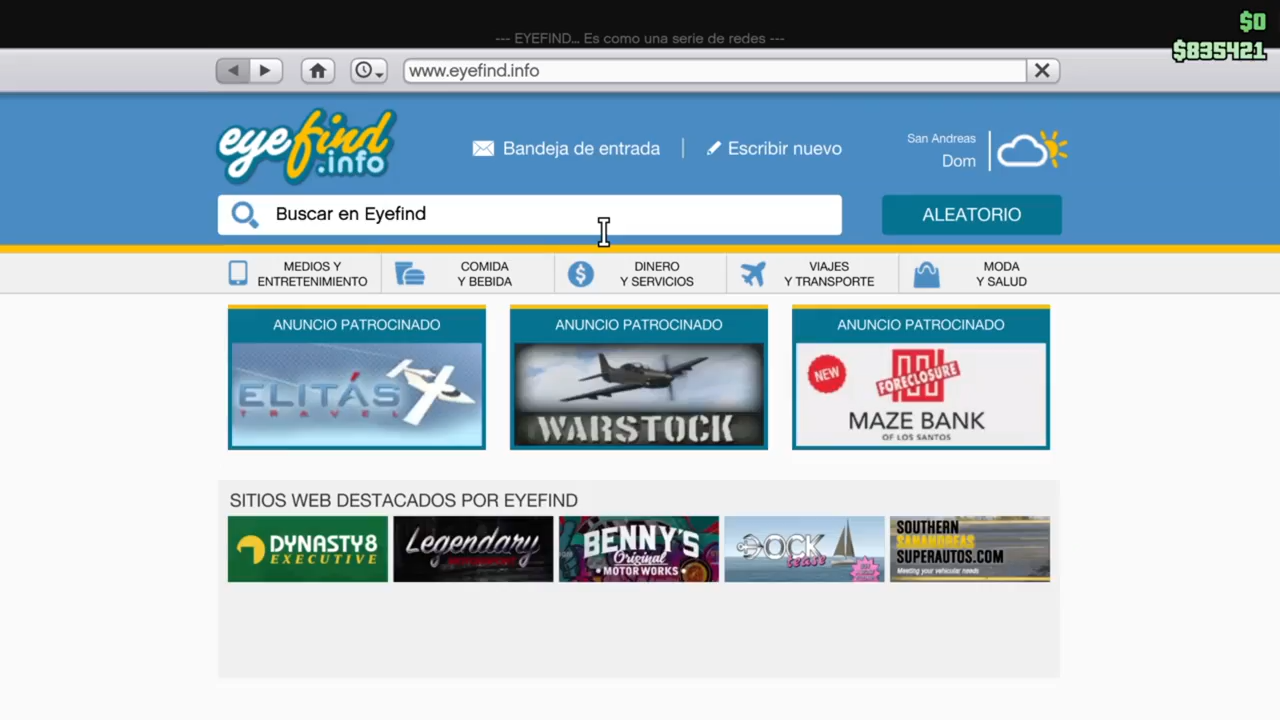 $0
--- EYEFIND... Es como una serie de redes ---
$835421
www.eyefind.info
eyefind
.info
Bandeja de entrada
Escribir nuevo
San Andreas
Dom
Buscar en Eyefind
ALEATORIO
MEDIOS Y
ENTRETENIMIENTO
COMIDA
Y BEBIDA
DINERO
Y SERVICIOS
VIAJES
Y TRANSPORTE
MODA
Y SALUD
ANUNCIO PATROCINADO
ELITÁS
TRAVEL
ANUNCIO PATROCINADO
WARSTOCK
ANUNCIO PATROCINADO
NEW
FORECLOSURE
MAZE BANK
OF LOS SANTOS
SITIOS WEB DESTACADOS POR EYEFIND
DYNASTY8
EXECUTIVE
Legendary
BENNY'S
Original
MOTOR WORKS
DOCK
tease
SOUTHERN
SANANDREAS
SUPERAUTOS.COM
Meeting your vehicular needs